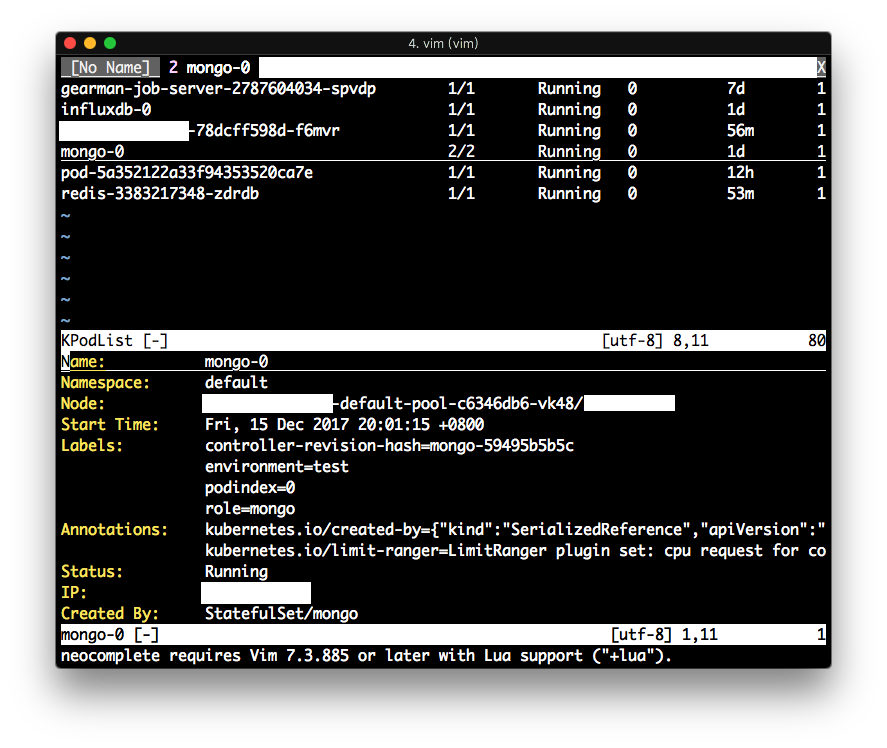 4. vim (vim)
[No Name] 2 mongo-0 X
gearman-job-server-2787604034-spvdp 1/1 Running 0 7d 1
influxdb-0 1/1 Running 0 1d 1
-78dcff598d-f6mvr 1/1 Running 0 56m 1
mongo-0 2/2 Running 0 1d 1
pod-5a352122a33f94353520ca7e 1/1 Running 0 12h 1
redis-3383217348-zdrdb 1/1 Running 0 53m 1
~
~
~
~
~
~
KPodList [-] [utf-8] 8,11 80
Name: mongo-0
Namespace: default
Node: -default-pool-c6346db6-vk48/
Start Time: Fri, 15 Dec 2017 20:01:15 +0800
Labels: controller-revision-hash=mongo-59495b5b5c
environment=test
podindex=0
role=mongo
Annotations: kubernetes.io/created-by={"kind":"SerializedReference","apiVersion":"
kubernetes.io/limit-ranger=LimitRanger plugin set: cpu request for co
Status: Running
IP:
Created By: StatefulSet/mongo
mongo-0 [-] [utf-8] 1,11 1
neocomplete requires Vim 7.3.885 or later with Lua support ("+lua").